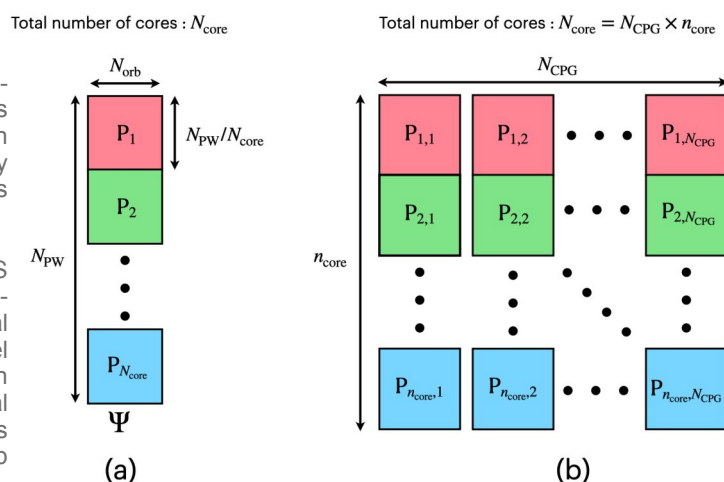 Total number of cores : N_core
Total number of cores : N_core = N_CPG × n_core
N_orb
N_CPG
P_1
N_PW/N_core
P_1,1
P_1,2
P_1,N_CPG
P_2
P_2,1
P_2,2
P_2,N_CPG
N_PW
n_core
P_N_core
P_n_core,1
P_n_core,2
P_n_core,N_CPG
Ψ
(a)
(b)